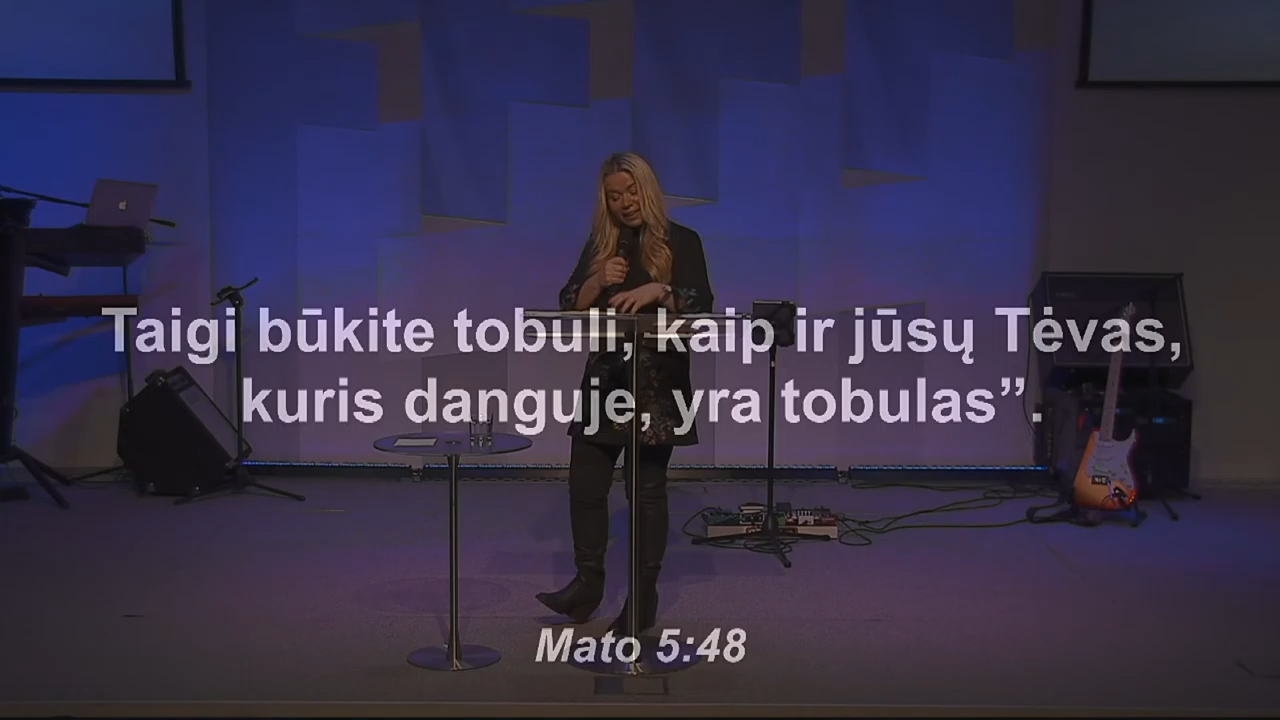 Taigi būkite tobuli, kaip ir jūsų Tėvas,
kuris danguje, yra tobulas”.
Mato 5:48